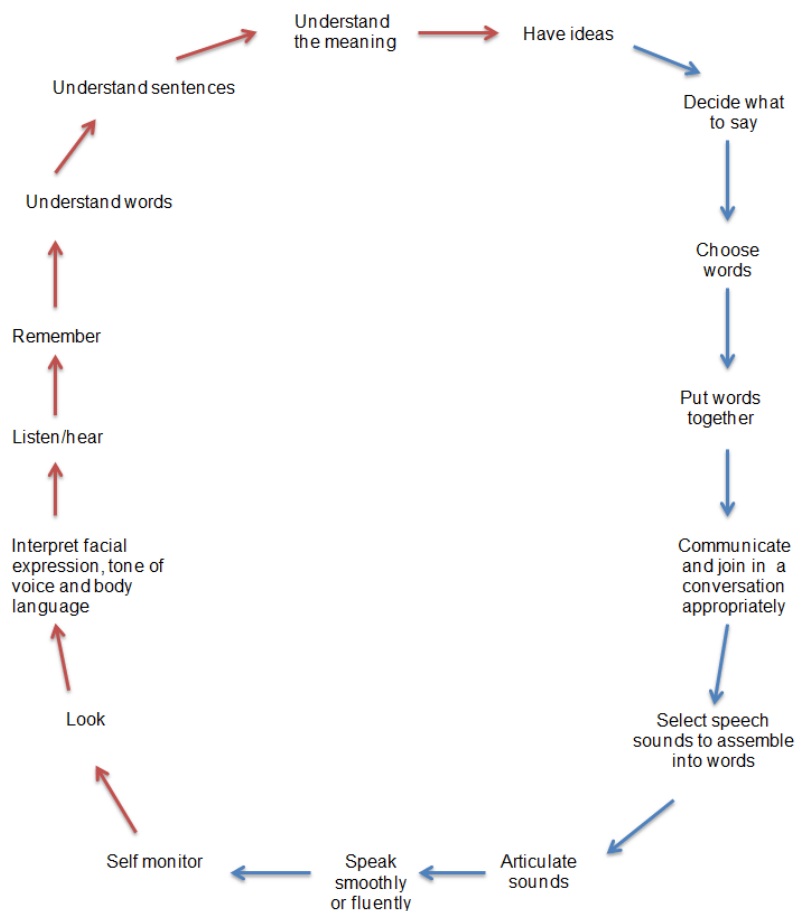 Understand
the meaning
Have ideas
Decide what
to say
Choose
words
Put words
together
Communicate
and join in a
conversation
appropriately
Select speech
sounds to assemble
into words
Articulate
sounds
Speak
smoothly
or fluently
Self monitor
Look
Interpret facial
expression, tone of
voice and body
language
Listen/hear
Remember
Understand words
Understand sentences